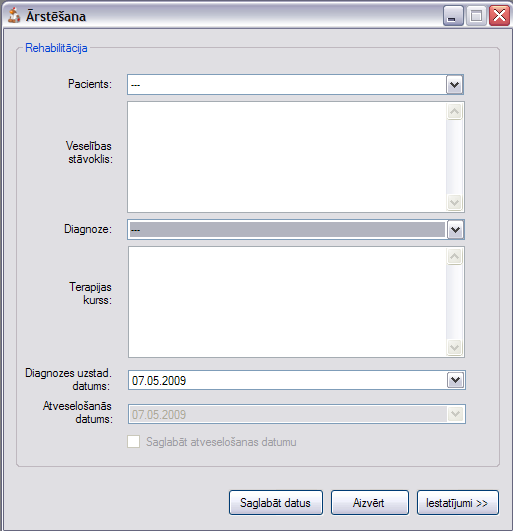 Ārstēšana
Rehabilitācija
Pacients:
---
Veselības
stāvoklis:
Diagnoze:
---
Terapijas
kurss:
Diagnozes uzstad.
datums:
07.05.2009
Atveselošanās
datums:
07.05.2009
Saglabāt atveselošanas datumu
Saglabāt datus
Aizvērt
Iestatījumi >>